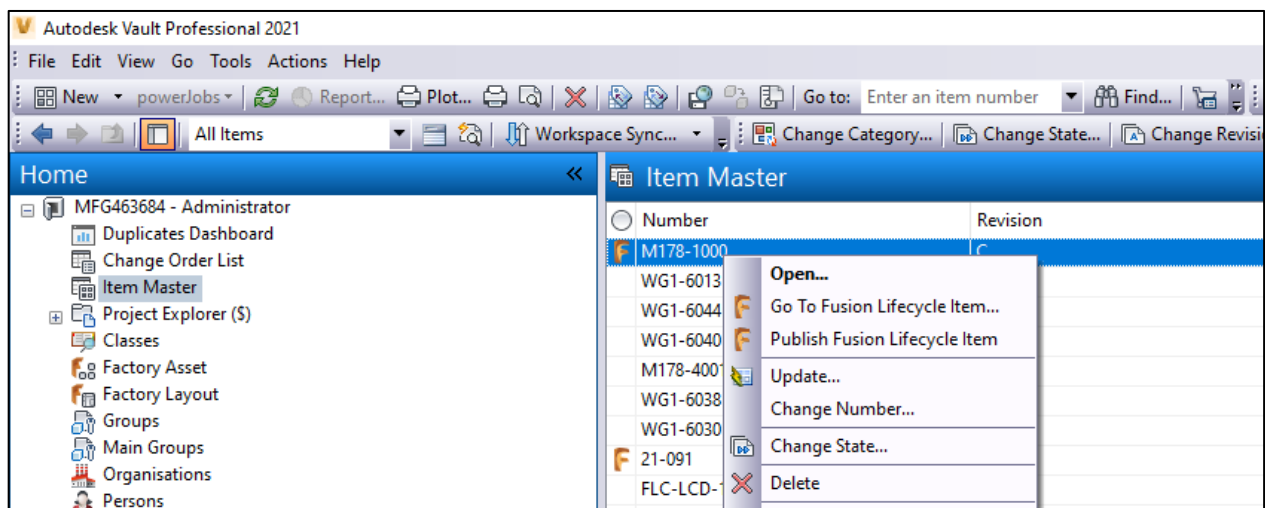 Autodesk Vault Professional 2021
File Edit View Go Tools Actions Help
New powerJobs Report... Plot... Go to: Enter an item number Find...
All Items Workspace Sync... Change Category... Change State... Change Revisi
Home
Item Master
MFG463684 - Administrator
Duplicates Dashboard
Change Order List
Item Master
Project Explorer ($)
Classes
Factory Asset
Factory Layout
Groups
Main Groups
Organisations
Persons
Number Revision
M178-1000 C
WG1-6013
WG1-6044
WG1-6040
M178-4001
WG1-6038
WG1-6030
21-091
FLC-LCD-1
Open...
Go To Fusion Lifecycle Item...
Publish Fusion Lifecycle Item
Update...
Change Number...
Change State...
Delete